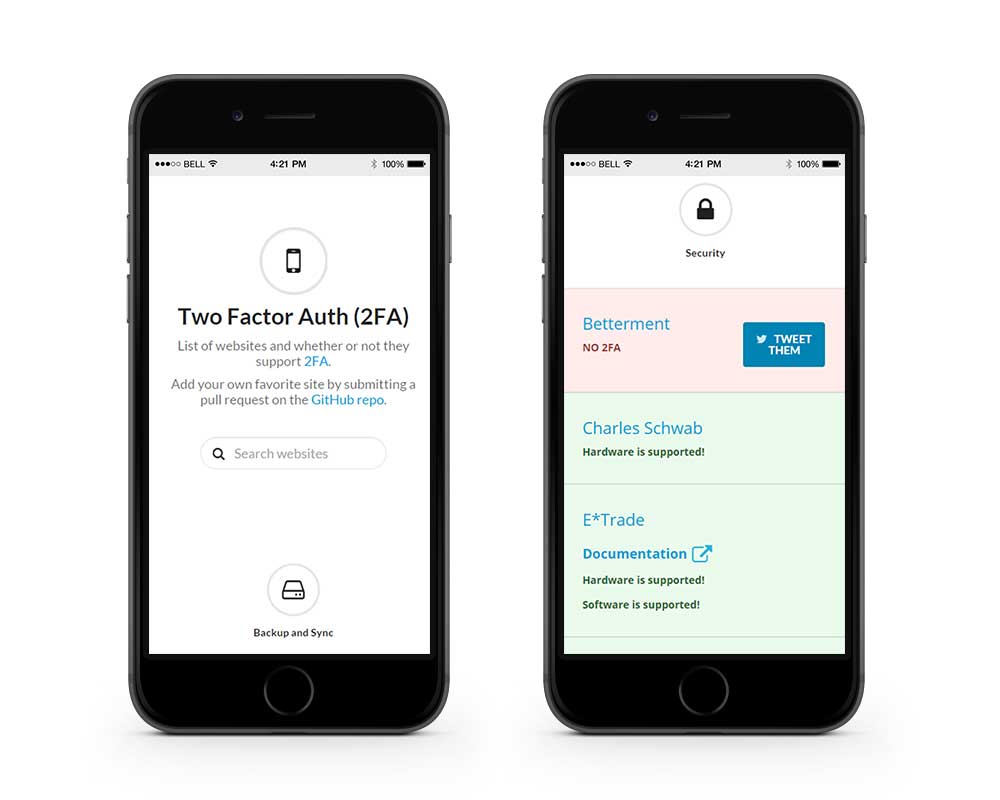 BELL 4:21 PM 100%
Two Factor Auth (2FA)
List of websites and whether or not they
support 2FA.
Add your own favorite site by submitting a
pull request on the GitHub repo.
Search websites
Backup and Sync
BELL 4:21 PM 100%
Security
Betterment
NO 2FA
TWEET
THEM
Charles Schwab
Hardware is supported!
E*Trade
Documentation
Hardware is supported!
Software is supported!